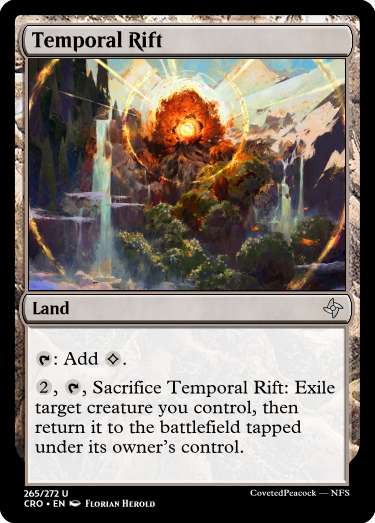 Temporal Rift
Land
: Add .
2, , Sacrifice Temporal Rift: Exile
target creature you control, then
return it to the battlefield tapped
under its owner's control.
265/272 U
CRO • EN Florian Herold
CovetedPeacock — NFS